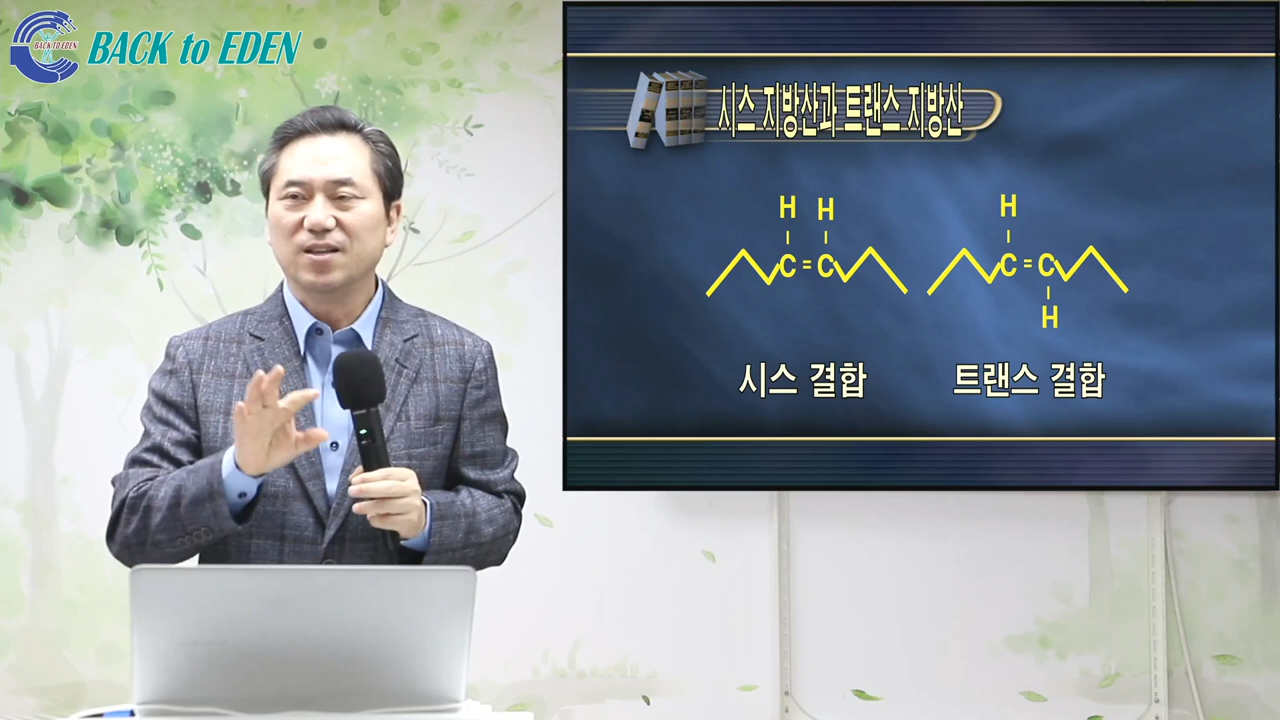 BACK TO EDEN
BACK to EDEN
시스 지방산과 트랜스 지방산
H H
C = C
시스 결합
H
C = C
H
트랜스 결합